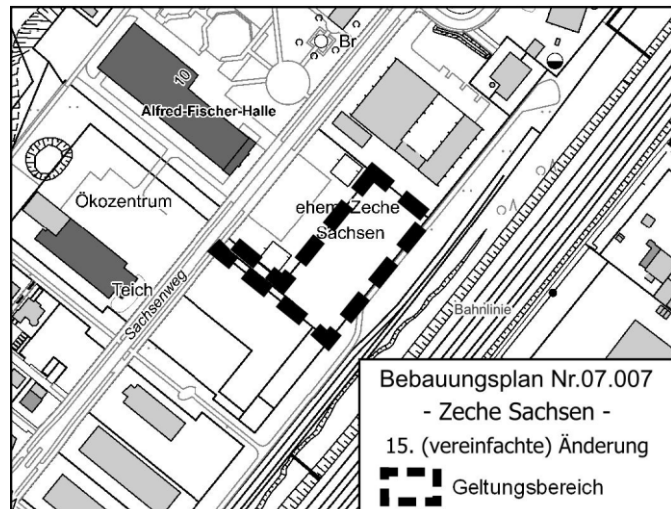 Br
10
Alfred-Fischer-Halle
Ökozentrum
ehem. Zeche
Sachsen
Teich
Sachsenweg
Bahnlinie
Bebauungsplan Nr.07.007
- Zeche Sachsen -
15. (vereinfachte) Änderung
Geltungsbereich